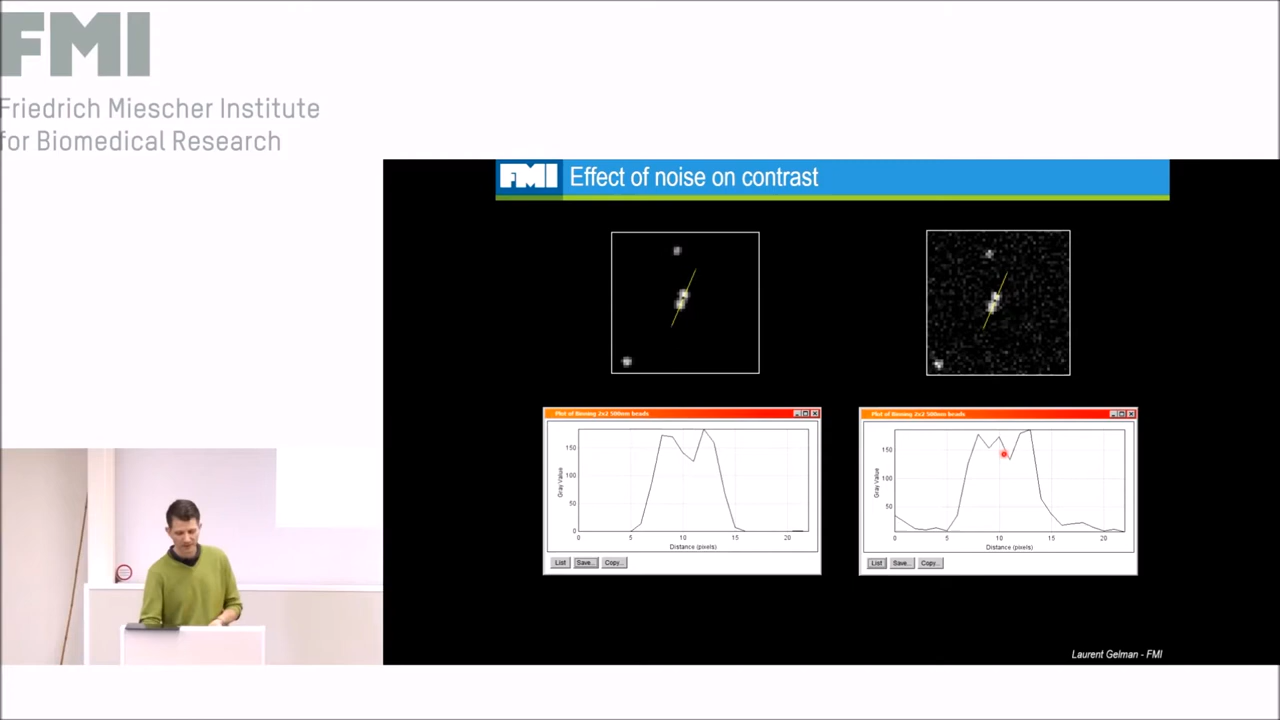 FMI
Friedrich Miescher Institute
for Biomedical Research
FMI Effect of noise on contrast
Plot of Binning 2x2 500nm beads
150
100
50
0
Gray Value
0 5 10 15 20
Distance (pixels)
List Save... Copy...
Plot of Binning 2x2 500nm beads
150
100
50
Gray Value
0 5 10 15 20
Distance (pixels)
List Save... Copy...
Laurent Gelman - FMI